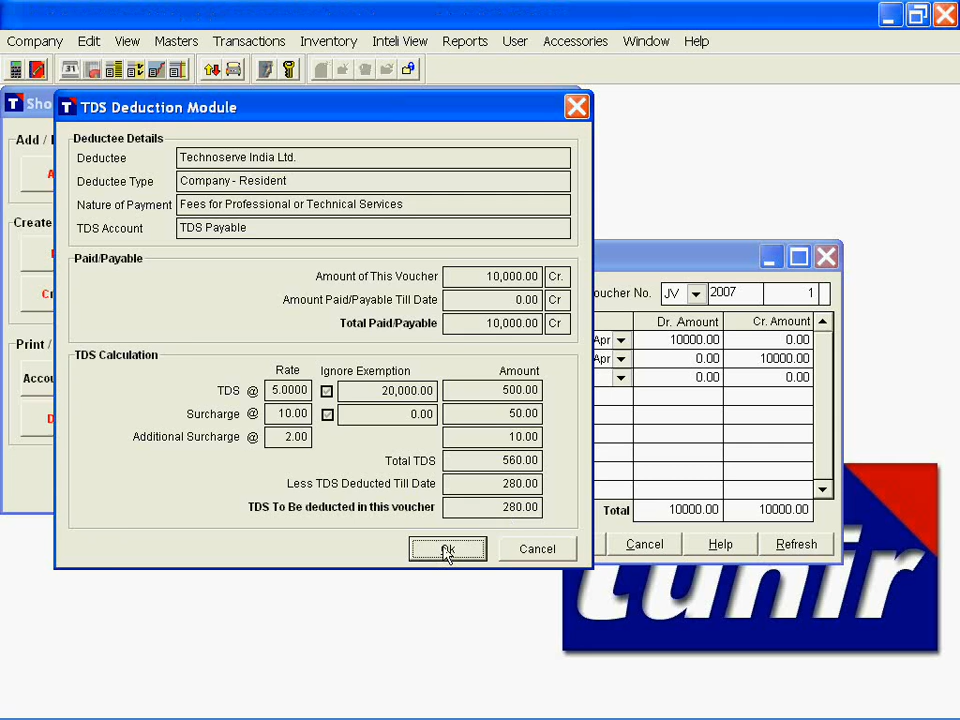 Company Edit View Masters Transactions Inventory Inteli View Reports User Accessories Window Help
T Sho
T TDS Deduction Module
Add /
Deductee Details
Deductee Technoserve India Ltd.
Deductee Type Company - Resident
Nature of Payment Fees for Professional or Technical Services
TDS Account TDS Payable
Create
Paid/Payable
Amount of This Voucher 10,000.00 Cr.
Amount Paid/Payable Till Date 0.00 Cr
Total Paid/Payable 10,000.00 Cr
Print /
TDS Calculation
Rate Ignore Exemption Amount
TDS @ 5.0000 20,000.00 500.00
Surcharge @ 10.00 0.00 50.00
Additional Surcharge @ 2.00 10.00
Total TDS 560.00
Less TDS Deducted Till Date 280.00
TDS To Be deducted in this voucher 280.00
Ok Cancel
Accou
oucher No. JV 2007 1
Dr. Amount Cr. Amount
Apr 10000.00 0.00
Apr 0.00 10000.00
0.00 0.00
Total 10000.00 10000.00
Cancel Help Refresh